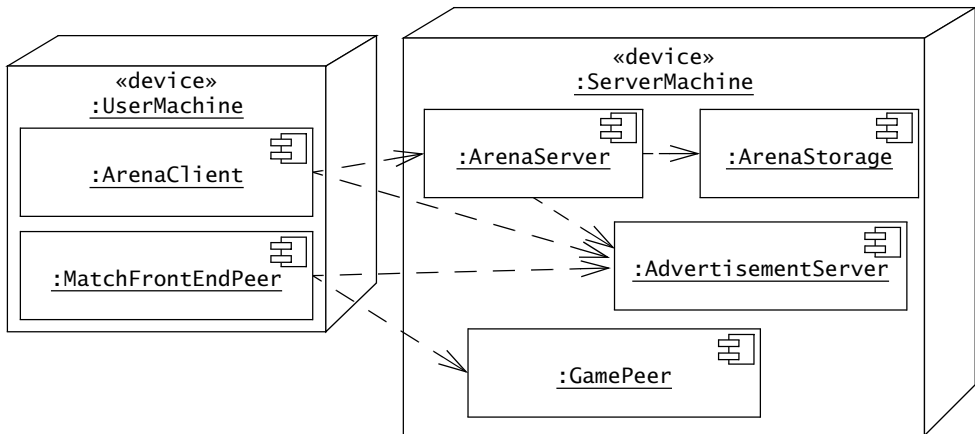 «device»
:UserMachine
:ArenaClient
:MatchFrontEndPeer
«device»
:ServerMachine
:ArenaServer
:ArenaStorage
:AdvertisementServer
:GamePeer